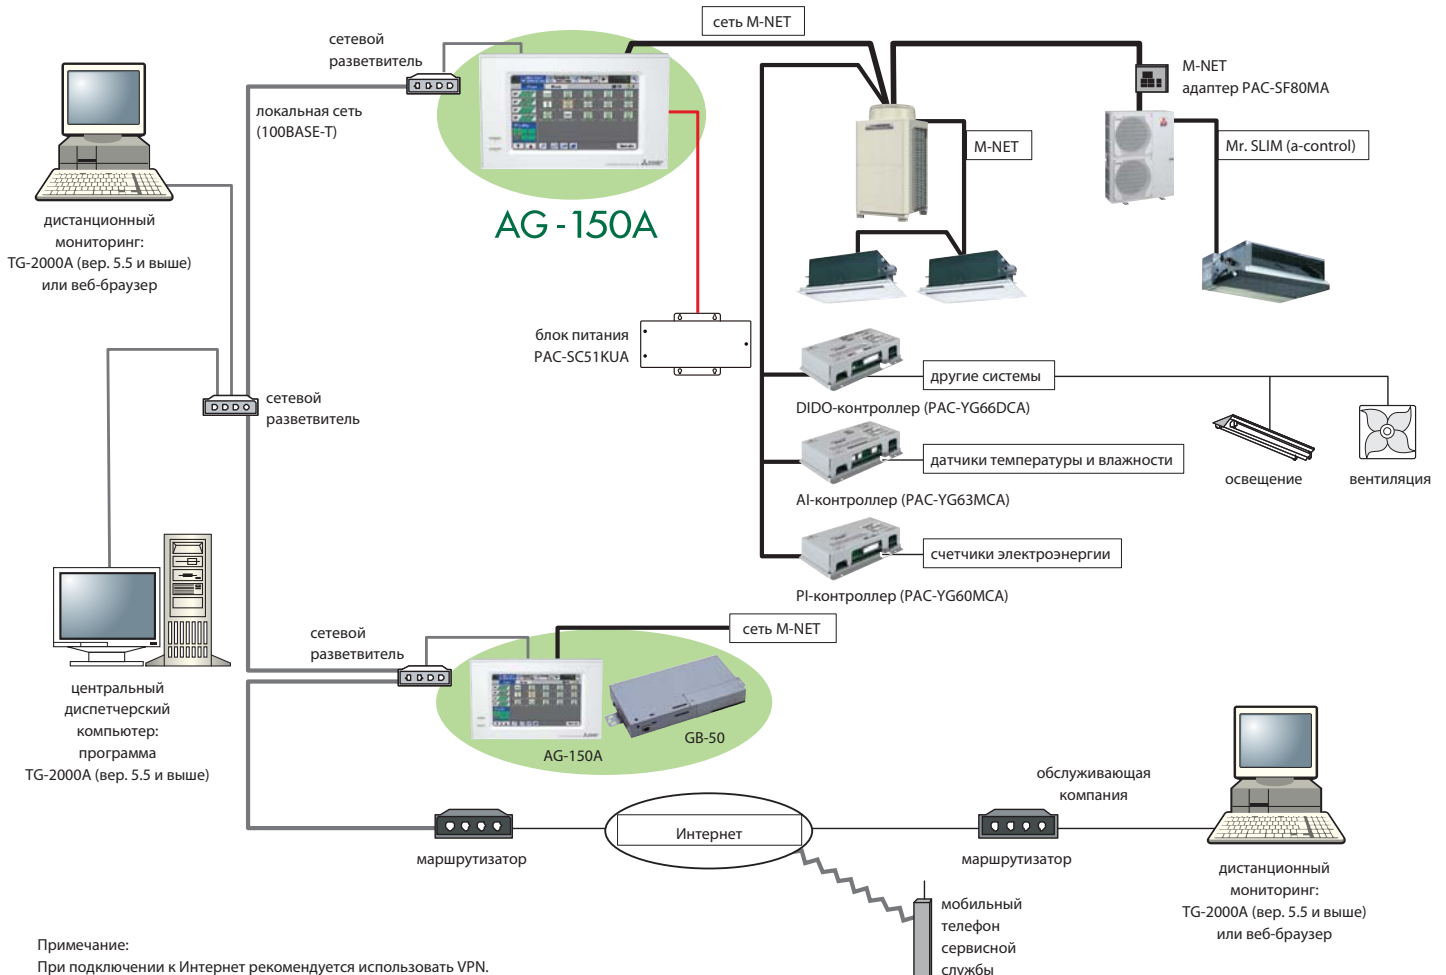 сеть M-NET
сетевой
разветвитель
локальная сеть
(100BASE-T)
M-NET
адаптер PAC-SF80MA
M-NET
Mr. SLIM (a-control)
AG-150A
дистанционный
мониторинг:
TG-2000A (вер. 5.5 и выше)
или веб-браузер
блок питания
PAC-SC51KUA
другие системы
DIDO-контроллер (PAC-YG66DCA)
сетевой
разветвитель
датчики температуры и влажности
AI-контроллер (PAC-YG63MCA)
освещение
вентиляция
счетчики электроэнергии
PI-контроллер (PAC-YG60MCA)
сеть M-NET
сетевой
разветвитель
центральный
диспетчерский
компьютер:
программа
TG-2000A (вер. 5.5 и выше)
AG-150A
GB-50
обслуживающая
компания
Интернет
маршрутизатор
маршрутизатор
дистанционный
мониторинг:
TG-2000A (вер. 5.5 и выше)
или веб-браузер
мобильный
телефон
сервисной
службы
Примечание:
При подключении к Интернет рекомендуется использовать VPN.